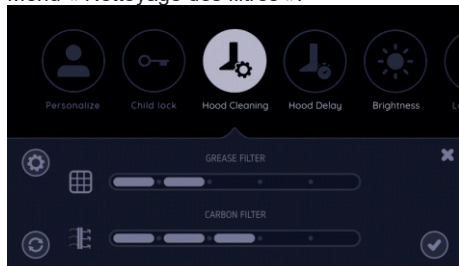 Menu « Nettoyage des filtres ».
Personalize
Child lock
Hood Cleaning
Hood Delay
Brightness
GREASE FILTER
CARBON FILTER